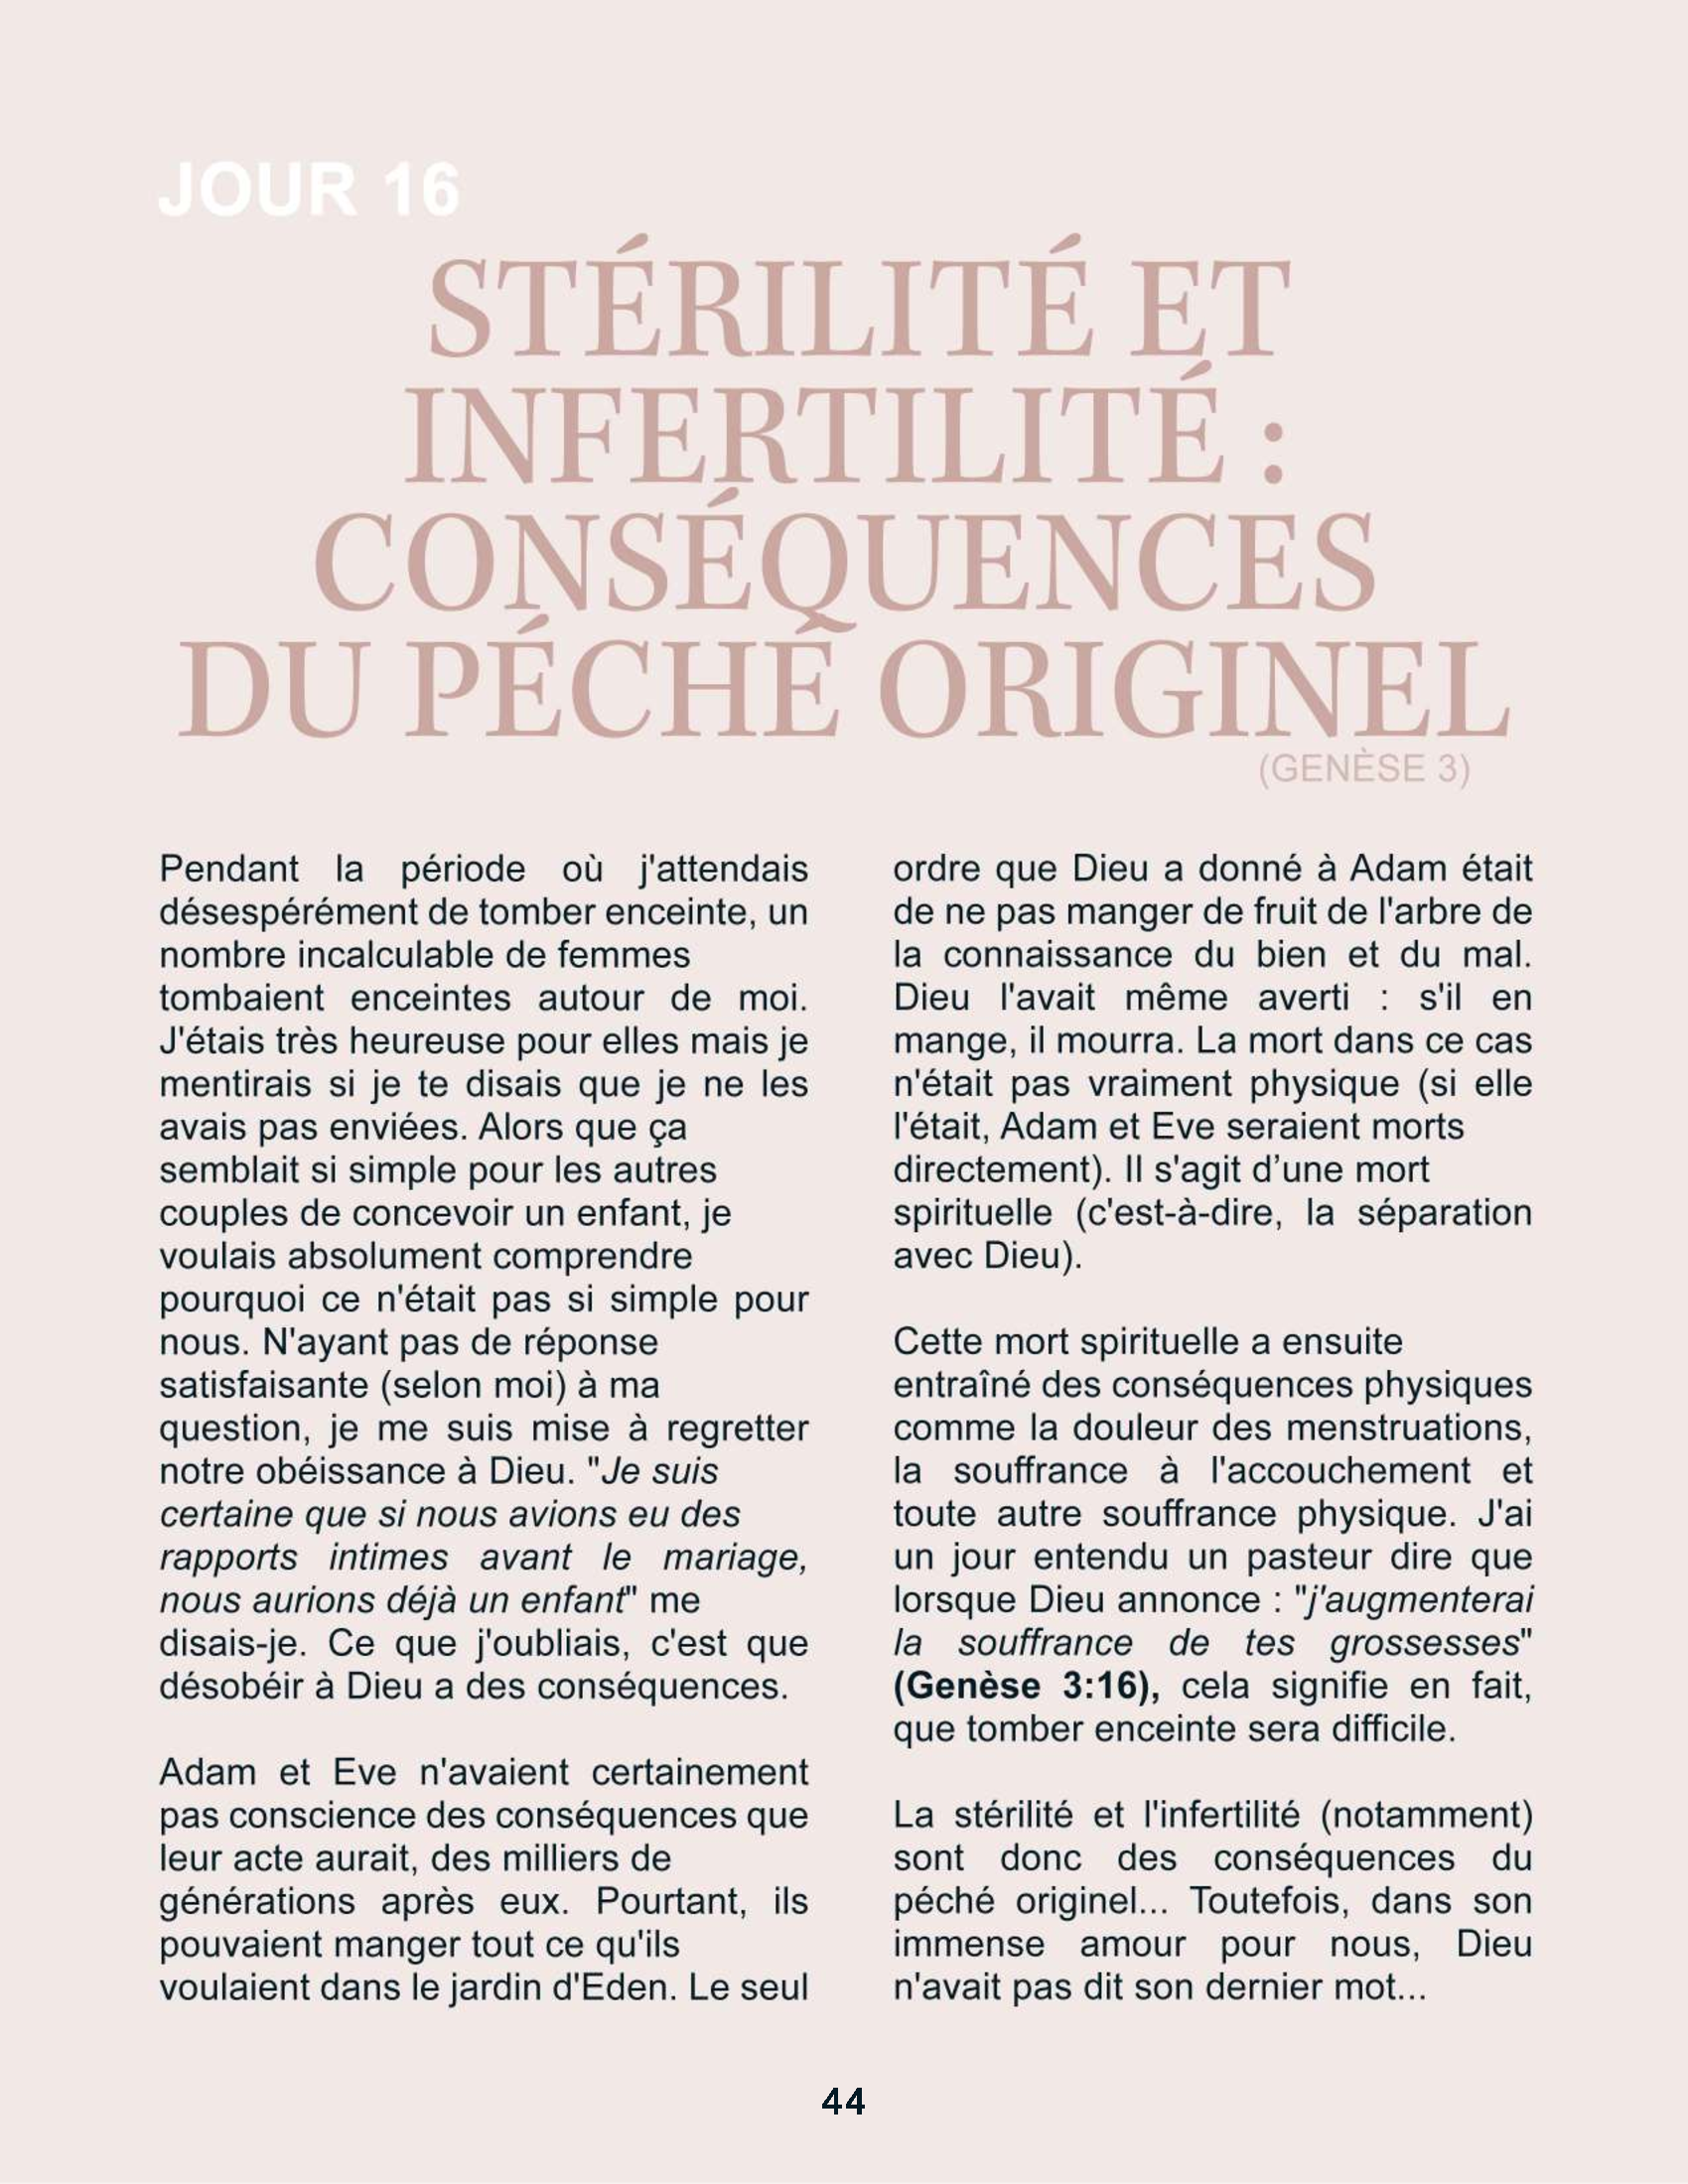 JOUR 16
STÉRILITÉ ET
INFERTILITÉ :
CONSÉQUENCES
DU PÉCHÉ ORIGINEL
(GENÈSE 3)
Pendant la période où j'attendais
désespérément de tomber enceinte, un
nombre incalculable de femmes
tombaient enceintes autour de moi.
J'étais très heureuse pour elles mais je
mentirais si je te disais que je ne les
avais pas enviées. Alors que ça
semblait si simple pour les autres
couples de concevoir un enfant, je
voulais absolument comprendre
pourquoi ce n'était pas si simple pour
nous. N'ayant pas de réponse
satisfaisante (selon moi) à ma
question, je me suis mise à regretter
notre obéissance à Dieu. "Je suis
certaine que si nous avions eu des
rapports intimes avant le mariage,
nous aurions déjà un enfant" me
disais-je. Ce que j'oubliais, c'est que
désobéir à Dieu a des conséquences.
Adam et Eve n'avaient certainement
pas conscience des conséquences que
leur acte aurait, des milliers de
générations après eux. Pourtant, ils
pouvaient manger tout ce qu'ils
voulaient dans le jardin d'Eden. Le seul
ordre que Dieu a donné à Adam était
de ne pas manger de fruit de l'arbre de
la connaissance du bien et du mal.
Dieu l'avait même averti : s'il en
mange, il mourra. La mort dans ce cas
n'était pas vraiment physique (si elle
l'était, Adam et Eve seraient morts
directement). Il s'agit d’une mort
spirituelle (c'est-à-dire, la séparation
avec Dieu).
Cette mort spirituelle a ensuite
entraîné des conséquences physiques
comme la douleur des menstruations,
la souffrance à l'accouchement et
toute autre souffrance physique. J'ai
un jour entendu un pasteur dire que
lorsque Dieu annonce : "j'augmenterai
la souffrance de tes grossesses"
(Genèse 3:16), cela signifie en fait,
que tomber enceinte sera difficile.
La stérilité et l'infertilité (notamment)
sont donc des conséquences du
péché originel... Toutefois, dans son
immense amour pour nous, Dieu
n'avait pas dit son dernier mot...
44